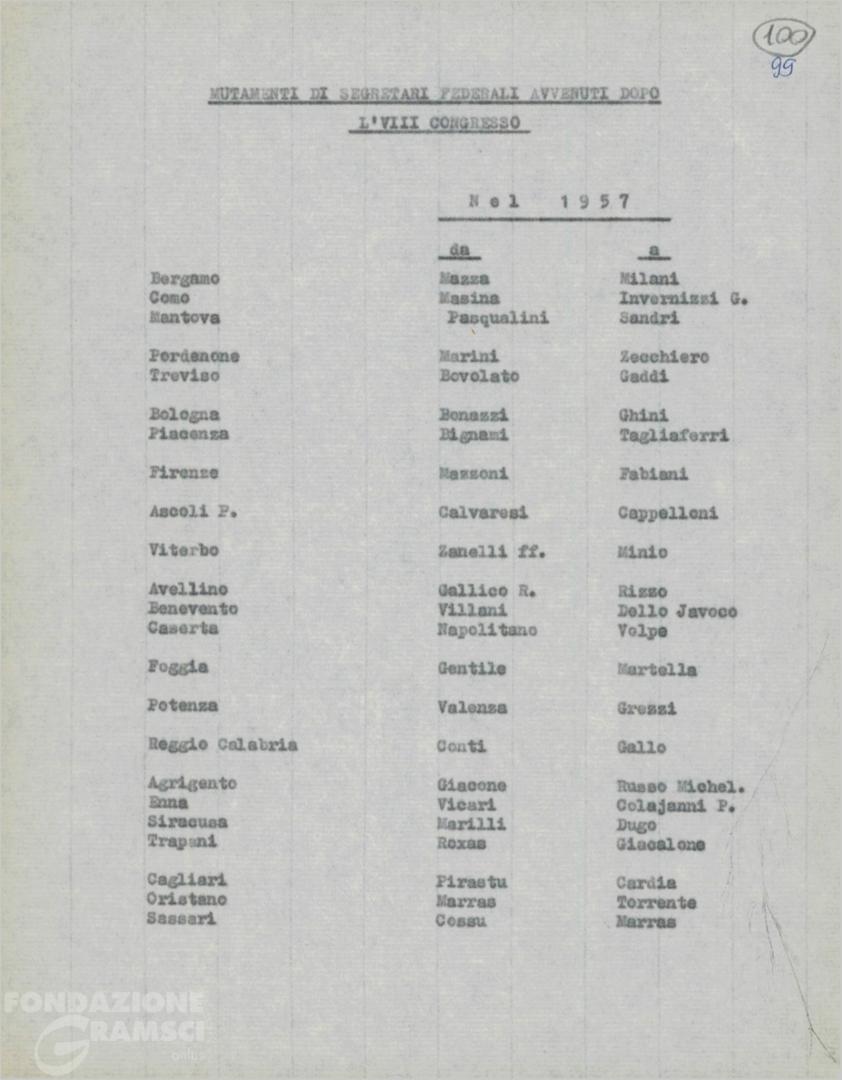 100
99
MUTAMENTI DI SEGRETARI FEDERALI AVVENUTI DOPO
L'VIII CONGRESSO
Nel 1957
da a
Bergamo Mazza Milani
Como Masina Invernizzi G.
Mantova Pasqualini Sandri
Pordenone Marini Zecchiero
Treviso Bovolato Gaddi
Bologna Bonazzi Ghini
Piacenza Bignami Tagliaferri
Firenze Mazzoni Fabiani
Ascoli P. Calvaresi Cappelloni
Viterbo Zanelli ff. Minio
Avellino Gallico R. Rizzo
Benevento Villani Dello Javoco
Caserta Napolitano Volpe
Foggia Gentile Martella
Potenza Valenza Grezzi
Reggio Calabria Conti Gallo
Agrigento Giacone Russo Michel.
Enna Vicari Colajanni P.
Siracusa Marilli Dugo
Trapani Roxas Giacalone
Cagliari Pirastu Cardia
Oristano Marras Torrente
Sassari Cossu Marras
FONDAZIONE
GRAMSCI
onlus